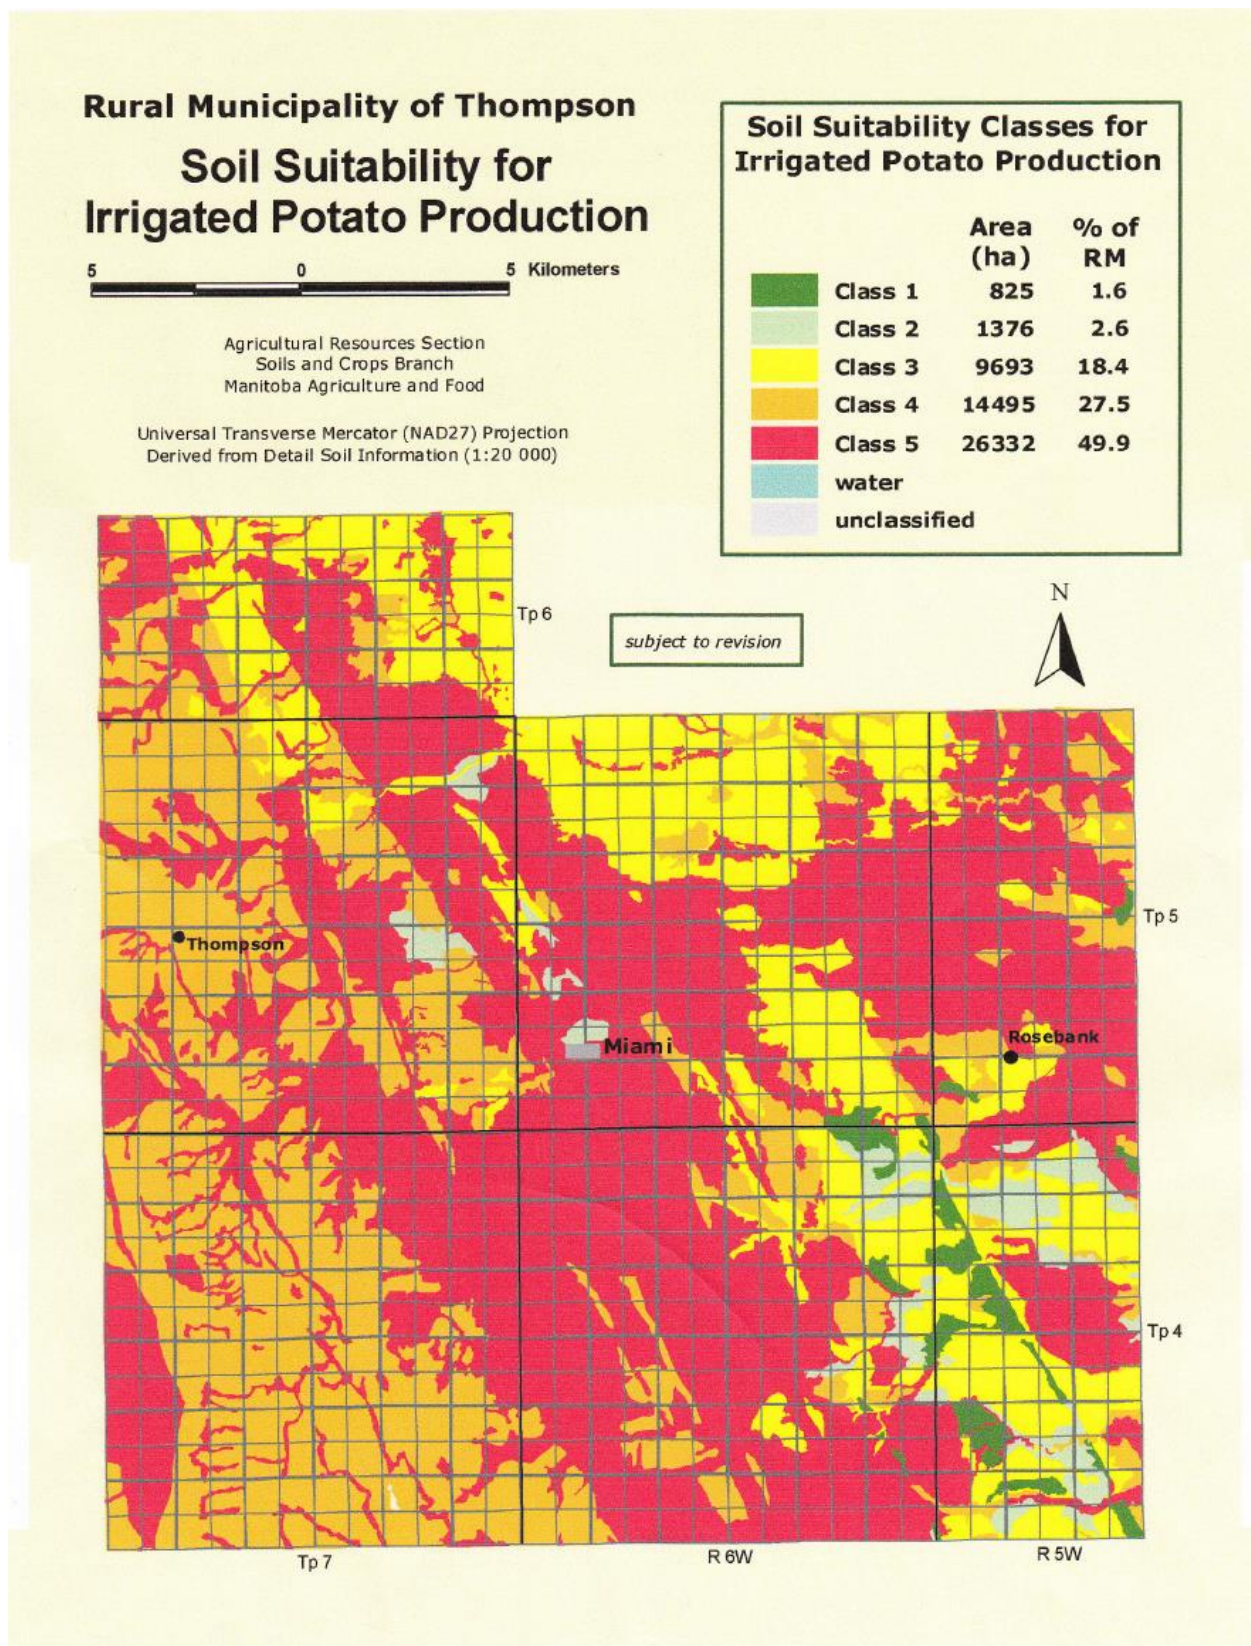 Rural Municipality of Thompson
Soil Suitability for
Irrigated Potato Production
5 0 5 Kilometers
Agricultural Resources Section
Soils and Crops Branch
Manitoba Agriculture and Food
Universal Transverse Mercator (NAD27) Projection
Derived from Detail Soil Information (1:20 000)
Soil Suitability Classes for
Irrigated Potato Production
Area % of
(ha) RM
Class 1 825 1.6
Class 2 1376 2.6
Class 3 9693 18.4
Class 4 14495 27.5
Class 5 26332 49.9
water
unclassified
N
subject to revision
Tp 6
Tp 5
Thompson
Rosebank
Miami
Tp 4
Tp 7
R 6W
R 5W